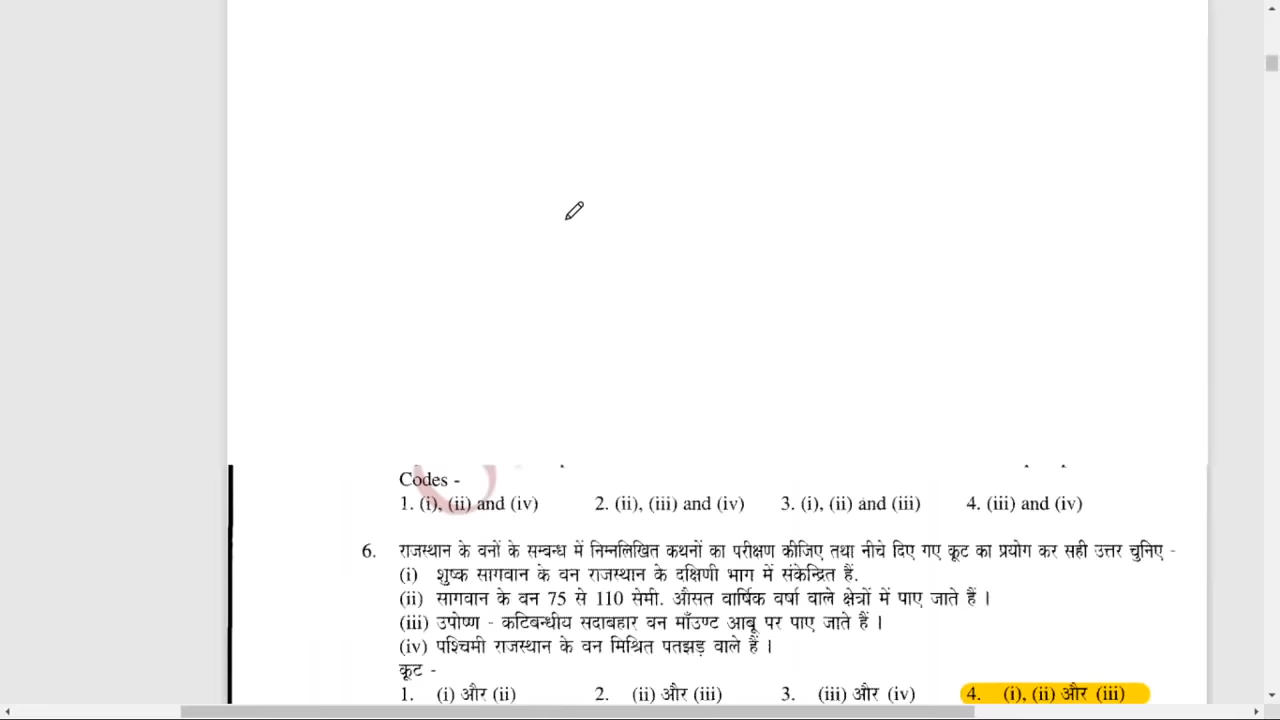 Codes -
1. (i), (ii) and (iv) 2. (ii), (iii) and (iv) 3. (i), (ii) and (iii) 4. (iii) and (iv)
6. राजस्थान के वनों के सम्बन्ध में निम्नलिखित कथनों का परीक्षण कीजिए तथा नीचे दिए गए कूट का प्रयोग कर सही उत्तर चुनिए -
(i) शुष्क सागवान के वन राजस्थान के दक्षिणी भाग में संकेन्द्रित हैं.
(ii) सागवान के वन 75 से 110 सेमी. औसत वार्षिक वर्षा वाले क्षेत्रों में पाए जाते हैं ।
(iii) उपोष्ण - कटिबन्धीय सदाबहार वन माँउण्ट आबू पर पाए जाते हैं ।
(iv) पश्चिमी राजस्थान के वन मिश्रित पतझड़ वाले हैं ।
कूट -
1. (i) और (ii) 2. (ii) और (iii) 3. (iii) और (iv) 4. (i), (ii) और (iii)